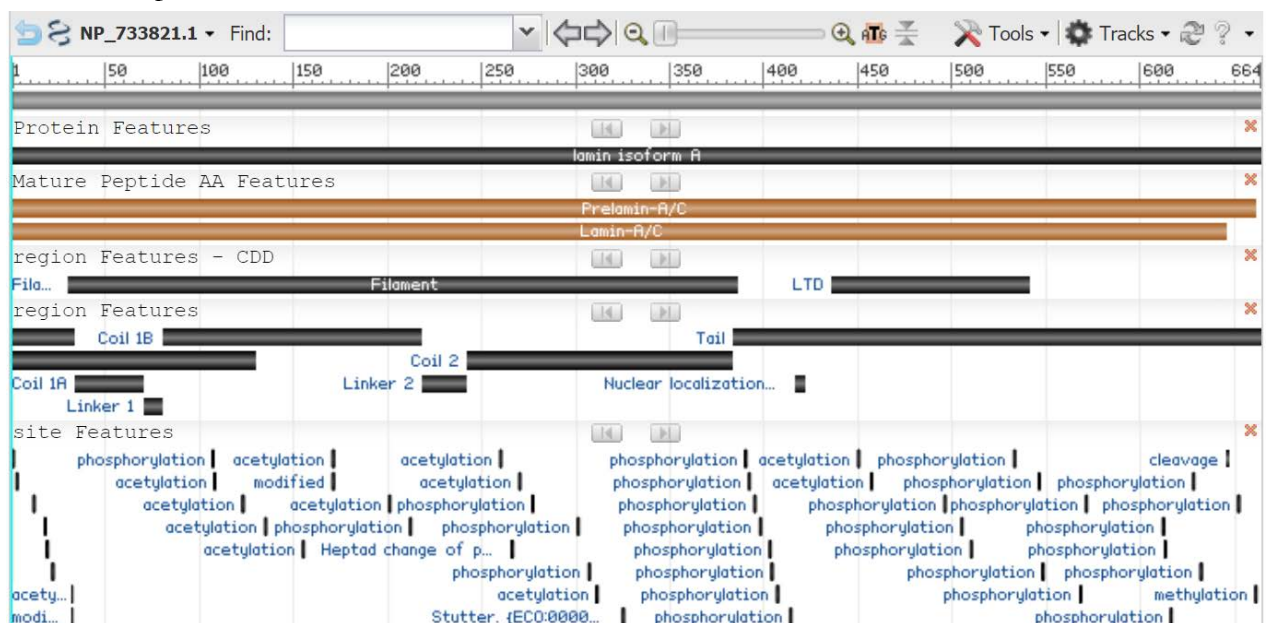 NP_733821.1 Find: ATG Tools Tracks ?
1 50 100 150 200 250 300 350 400 450 500 550 600 664
Protein Features
lamin isoform A
Mature Peptide AA Features
Prelamin-A/C
Lamin-A/C
region Features - CDD
Fila... Filament LTD
region Features
Coil 1B Tail
Coil 2
Coil 1A Linker 2 Nuclear localization...
Linker 1
site Features
phosphorylation acetylation acetylation phosphorylation acetylation phosphorylation cleavage
acetylation modified acetylation phosphorylation acetylation phosphorylation phosphorylation
acetylation acetylation phosphorylation phosphorylation phosphorylation phosphorylation phosphorylation
acetylation phosphorylation phosphorylation phosphorylation phosphorylation phosphorylation
acetylation Heptad change of p... phosphorylation phosphorylation phosphorylation
phosphorylation phosphorylation phosphorylation phosphorylation
acety... acetylation phosphorylation phosphorylation methylation
modi... Stutter. {ECO:0000... phosphorylation phosphorylation